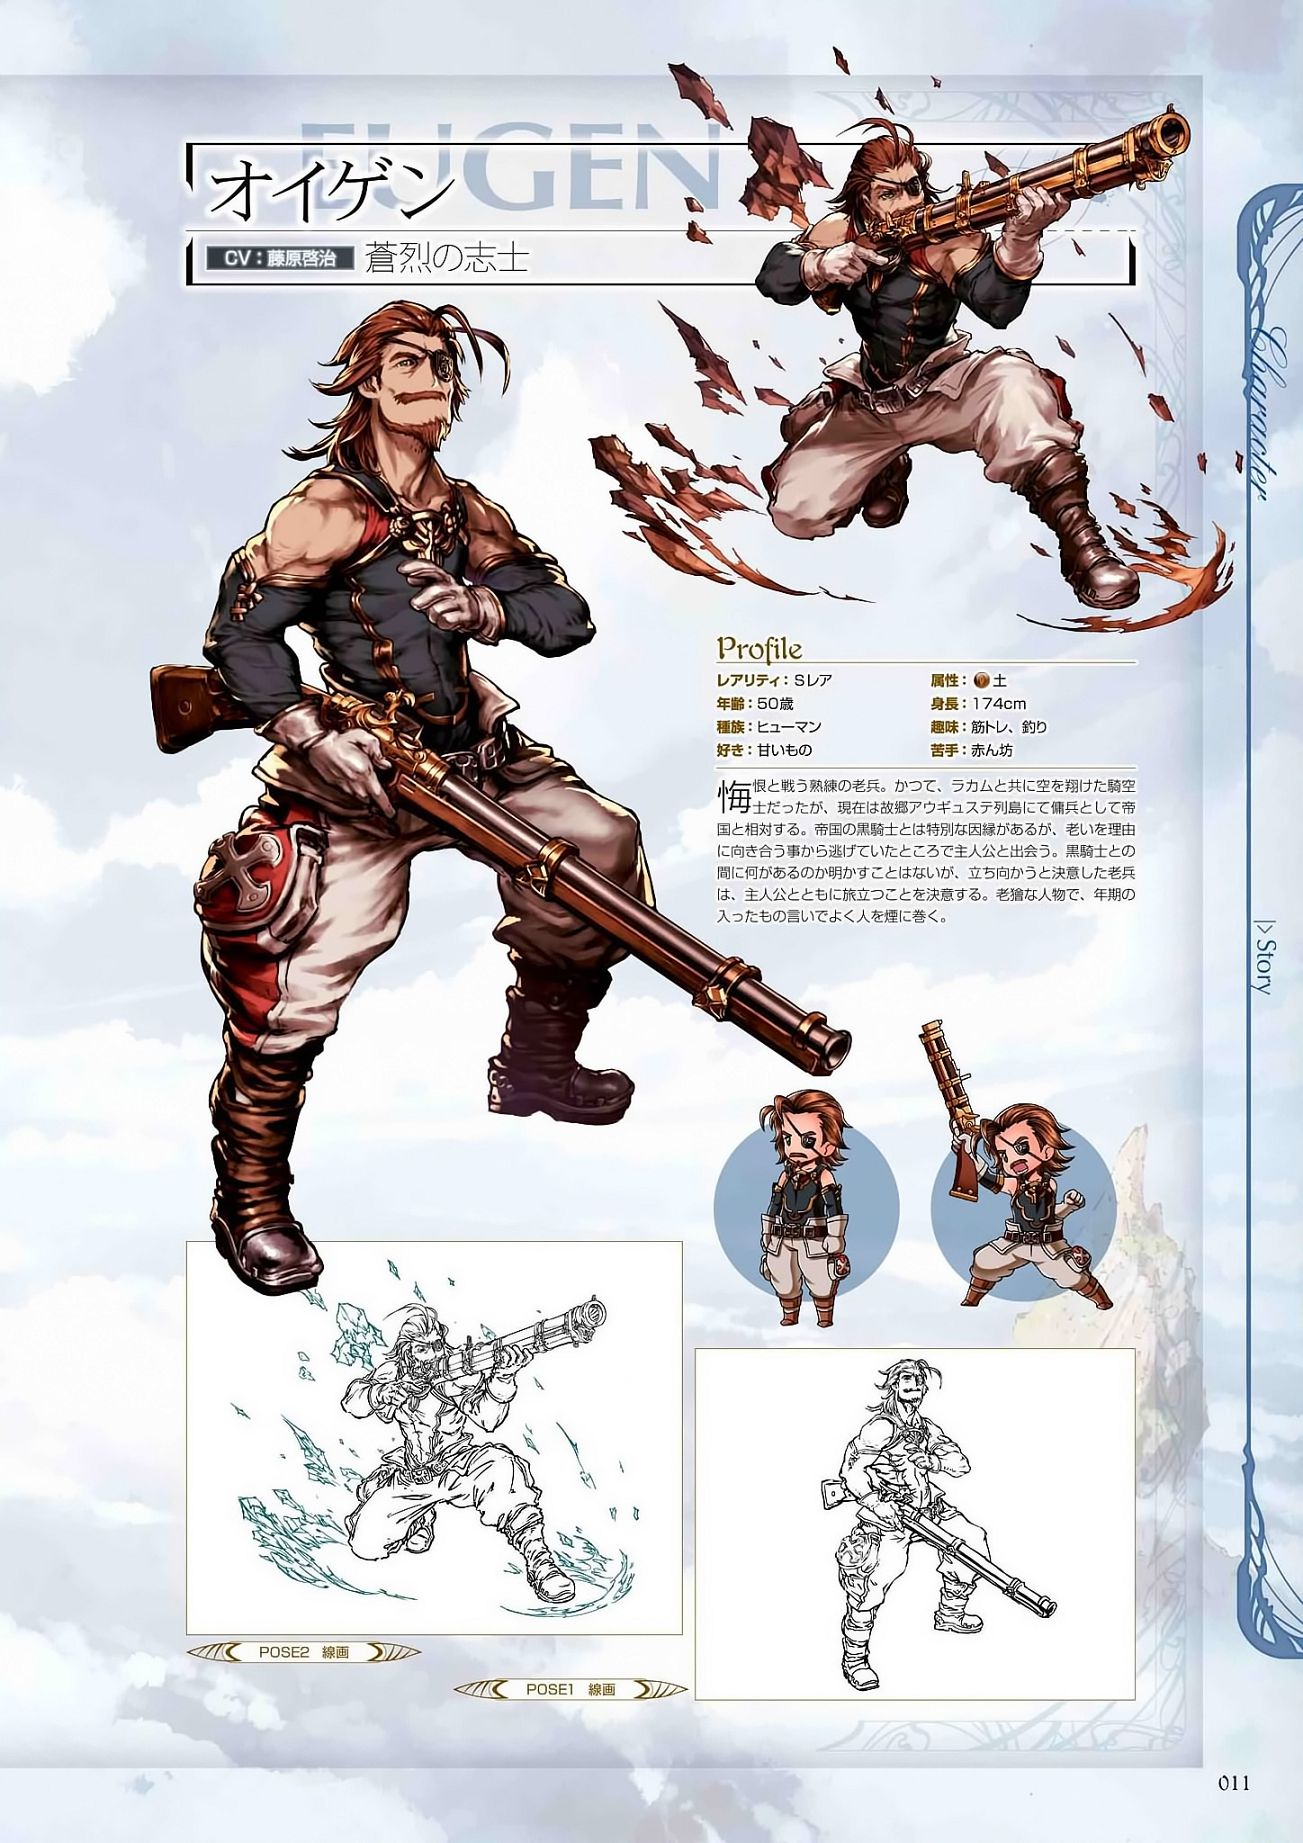 EUGEN
オイゲン
CV：藤原啓治 蒼烈の志士
Character
Profile
レアリティ：Sレア 属性：土
年齢：50歳 身長：174cm
種族：ヒューマン 趣味：筋トレ、釣り
好き：甘いもの 苦手：赤ん坊
悔恨と戦う熟練の老兵。かつて、ラカムと共に空を翔けた騎空
士だったが、現在は故郷アウギュステ列島にて傭兵として帝
国と相対する。帝国の黒騎士とは特別な因縁があるが、老いを理由
に向き合う事から逃げていたところで主人公と出会う。黒騎士との
間に何があるのか明かすことはないが、立ち向かうと決意した老兵
は、主人公とともに旅立つことを決意する。老獪な人物で、年期の
入ったもの言いでよく人を煙に巻く。
Story
POSE2 線画
POSE1 線画
011